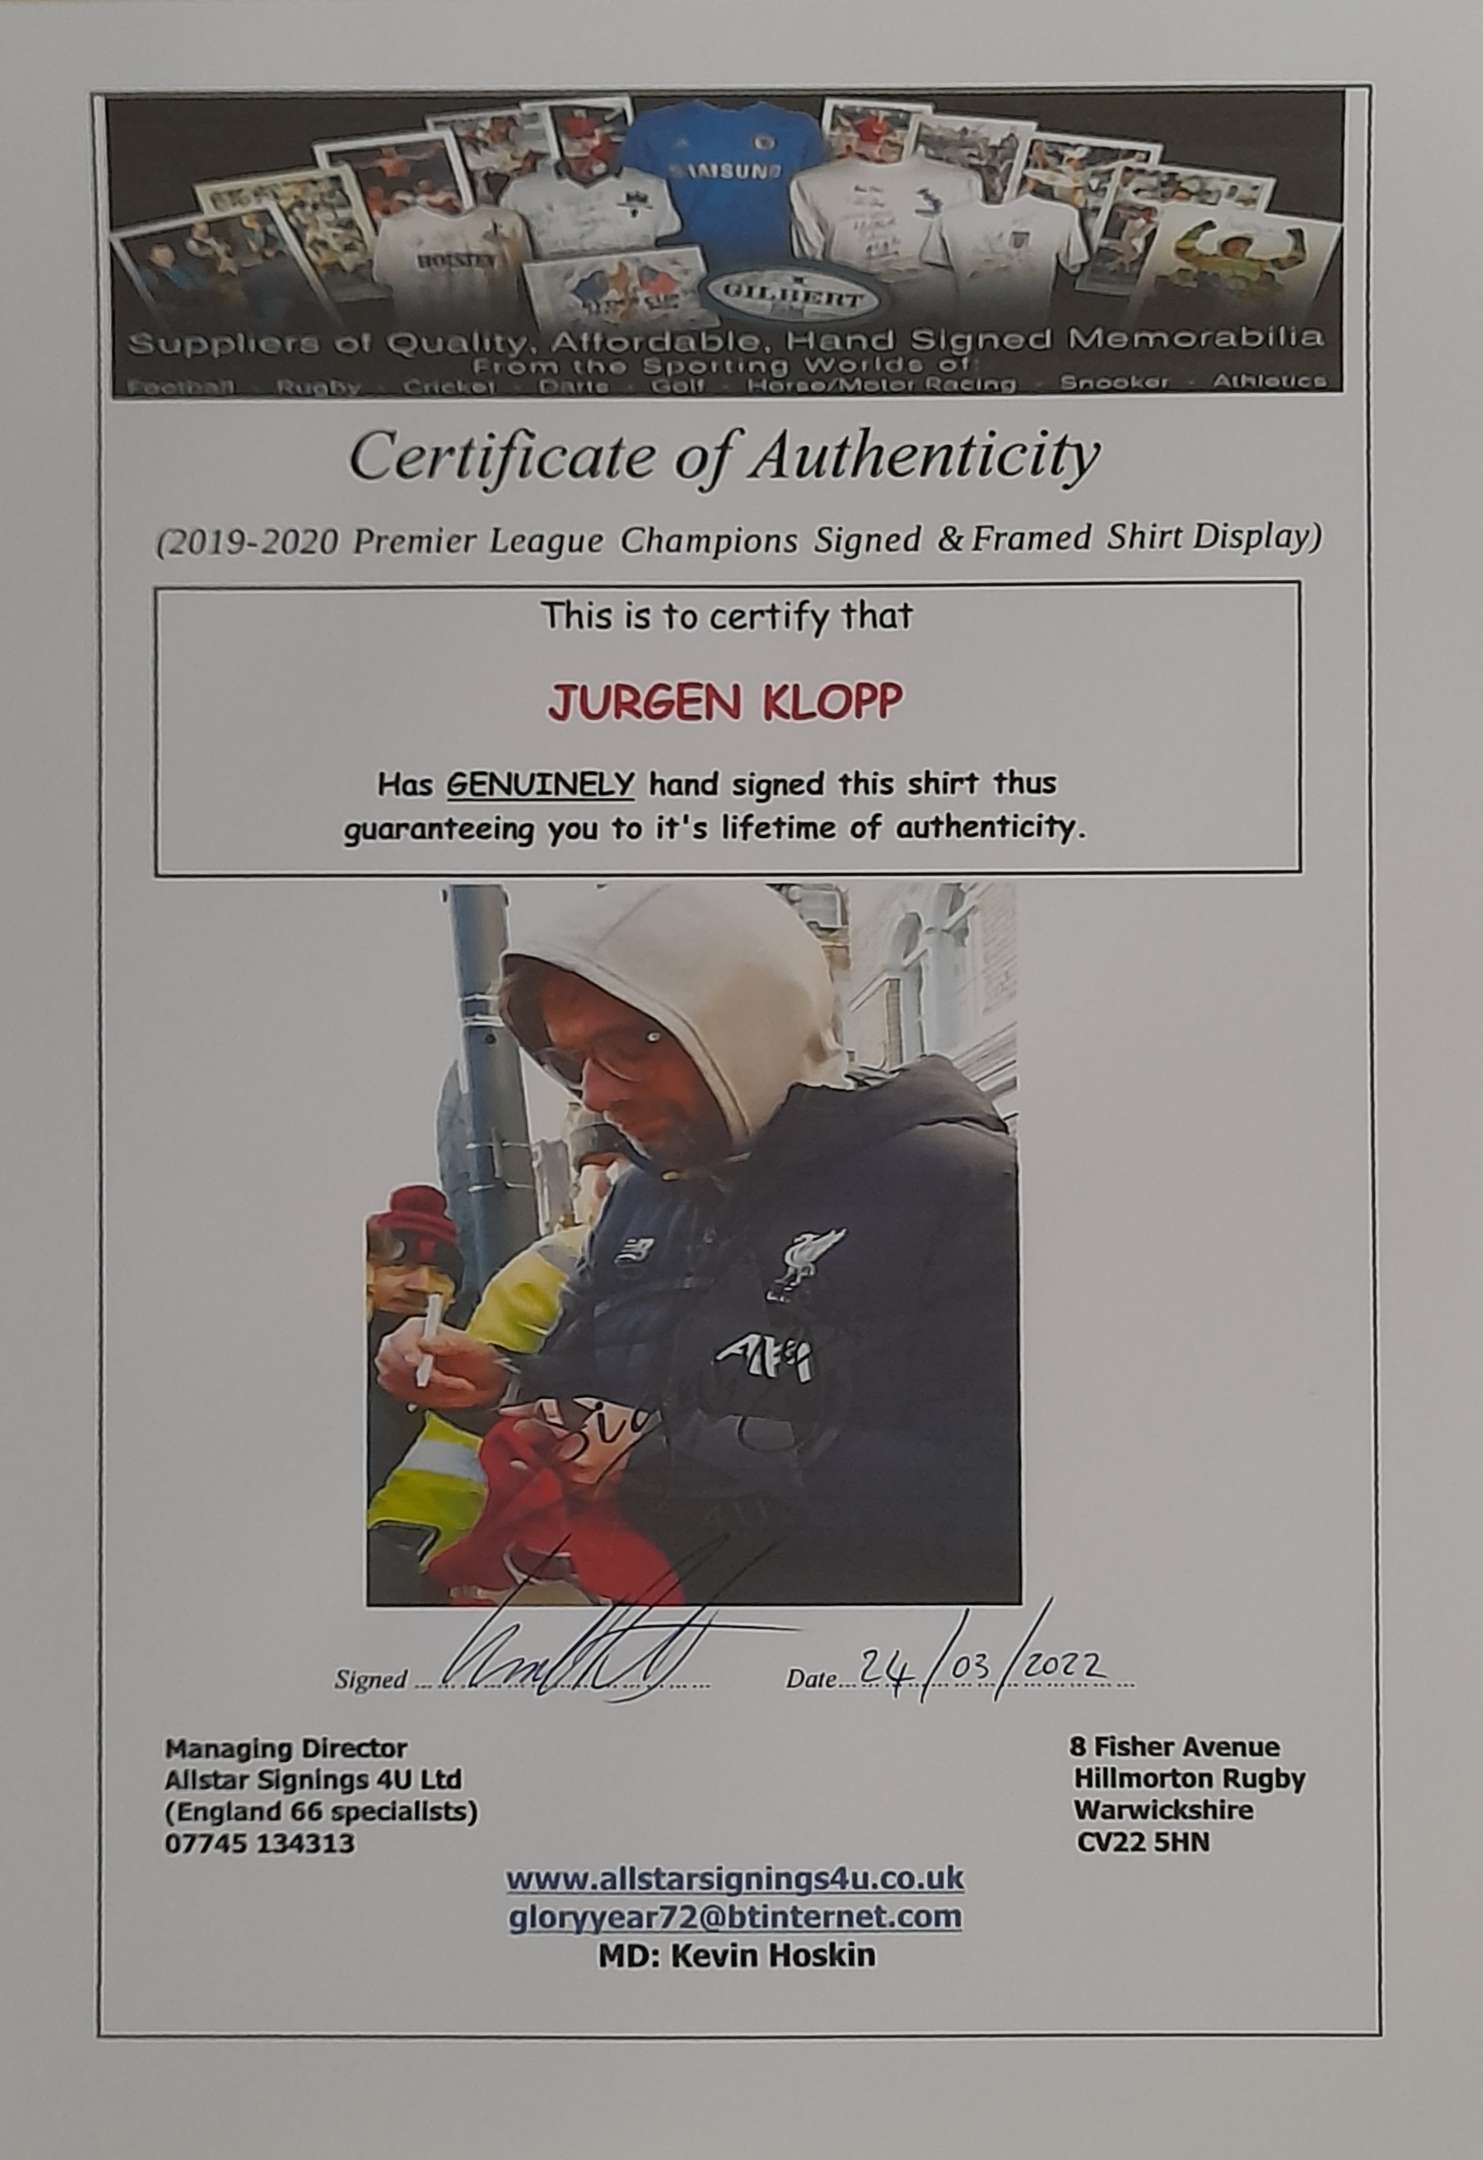 SAMSUNG
HOLSTEN
GILBERT
Suppliers of Quality, Affordable, Hand Signed Memorabilia
From the Sporting Worlds of:
Football - Rugby - Cricket - Darts - Golf - Horse/Motor Racing - Snooker - Athletics
Certificate of Authenticity
(2019-2020 Premier League Champions Signed & Framed Shirt Display)
This is to certify that
JURGEN KLOPP
Has GENUINELY hand signed this shirt thus
guaranteeing you to it's lifetime of authenticity.
Signed
Date 24/03/2022
Managing Director
Allstar Signings 4U Ltd
(England 66 specialists)
07745 134313
8 Fisher Avenue
Hillmorton Rugby
Warwickshire
CV22 5HN
www.allstarsignings4u.co.uk
gloryyear72@btinternet.com
MD: Kevin Hoskin